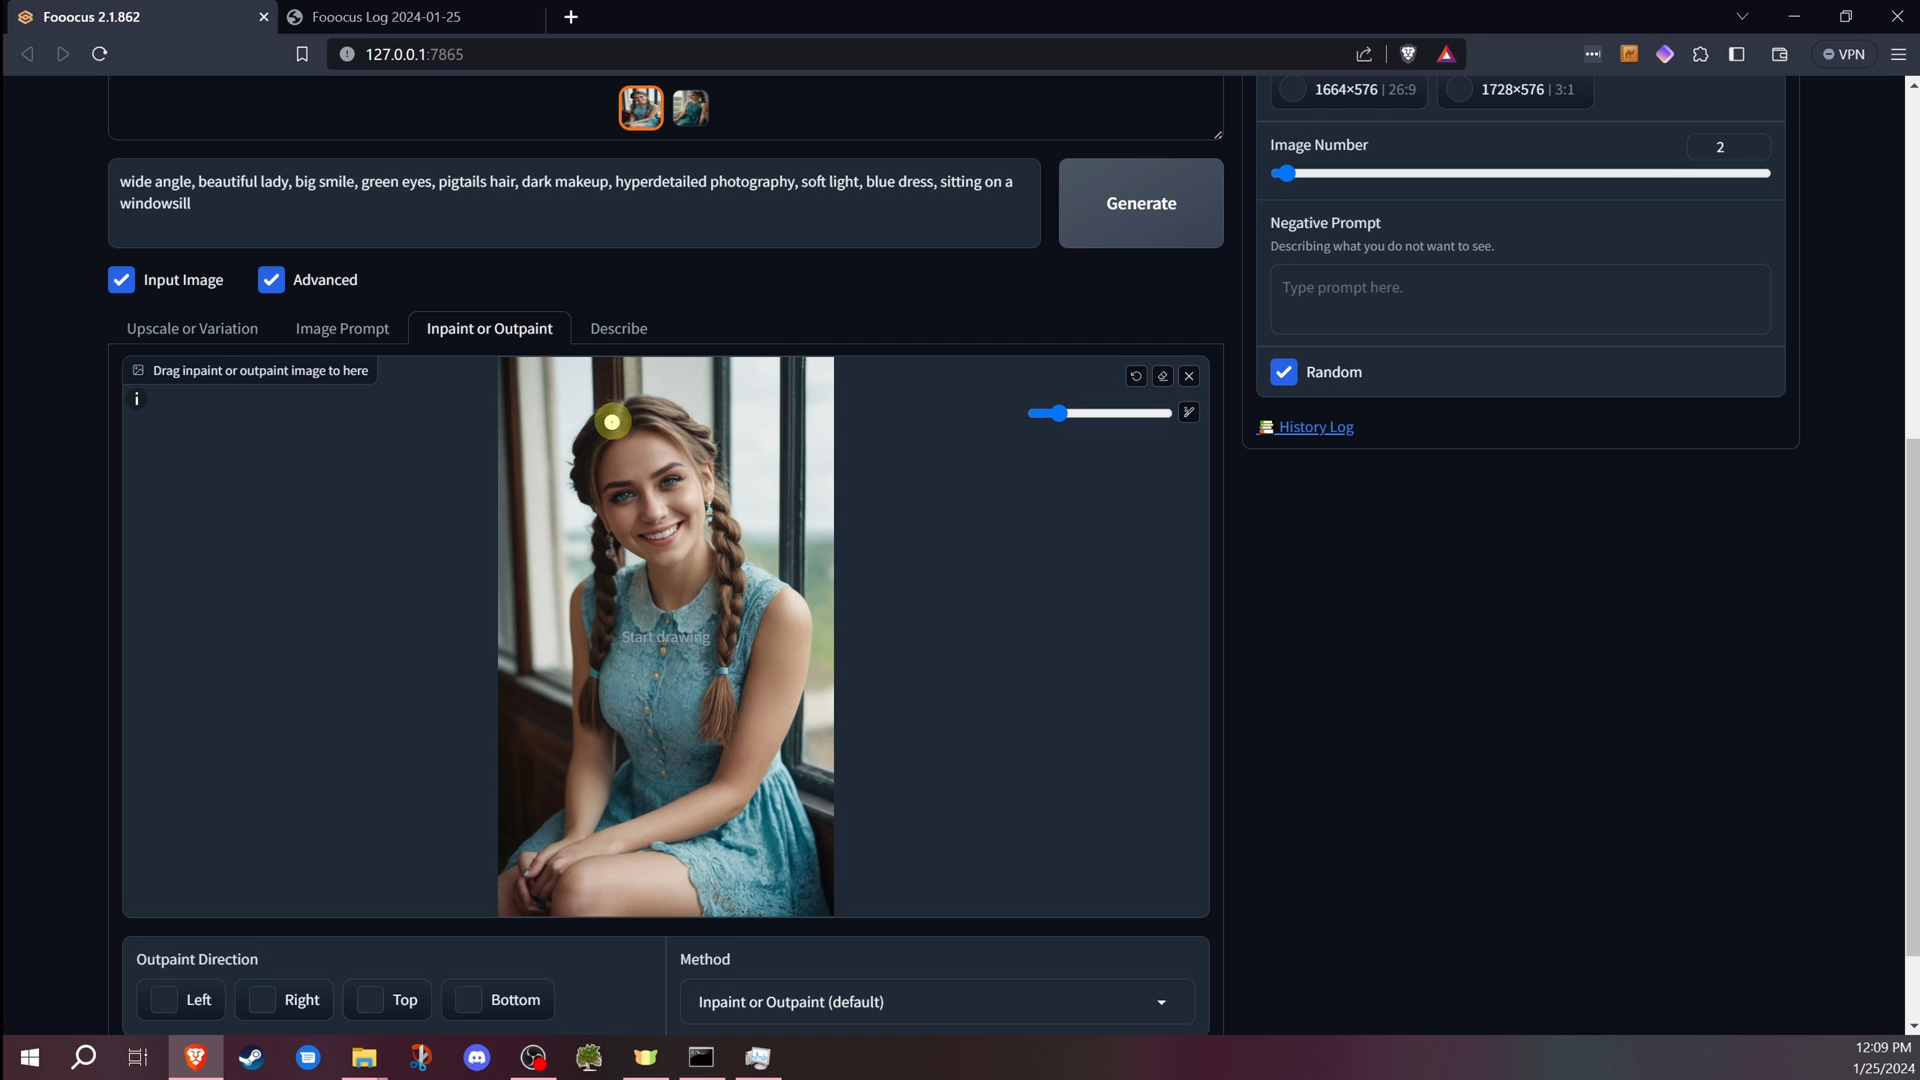 Fooocus 2.1.862
Fooocus Log 2024-01-25
127.0.0.1:7865
VPN
1664×576 | 26:9
1728×576 | 3:1
Image Number
2
wide angle, beautiful lady, big smile, green eyes, pigtails hair, dark makeup, hyperdetailed photography, soft light, blue dress, sitting on a
windowsill
Generate
Negative Prompt
Describing what you do not want to see.
Type prompt here.
Input Image
Advanced
Upscale or Variation
Image Prompt
Inpaint or Outpaint
Describe
Random
Drag inpaint or outpaint image to here
i
History Log
Start drawing
Outpaint Direction
Left
Right
Top
Bottom
Method
Inpaint or Outpaint (default)
12:09 PM
1/25/2024